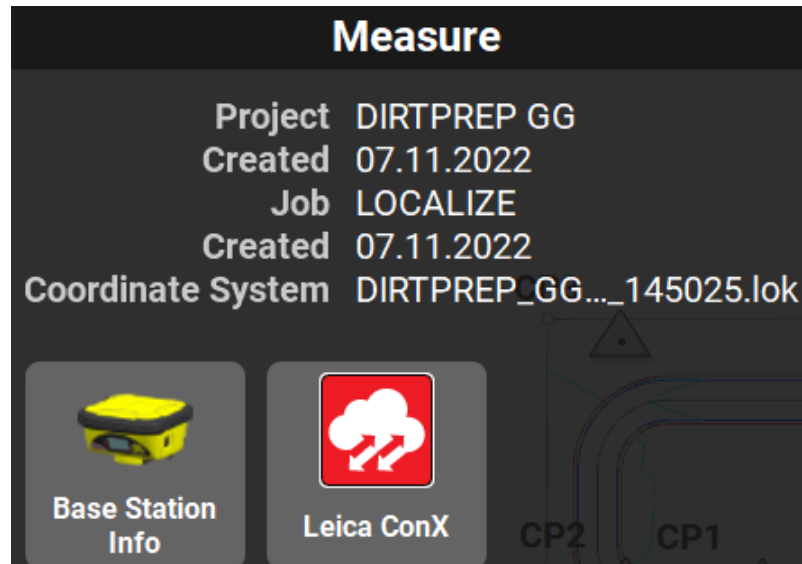 Measure
Project DIRTPREP GG
Created 07.11.2022
Job LOCALIZE
Created 07.11.2022
Coordinate System DIRTPREP_GG..._145025.lok
Base Station
Info
Leica ConX
CP2
CP1